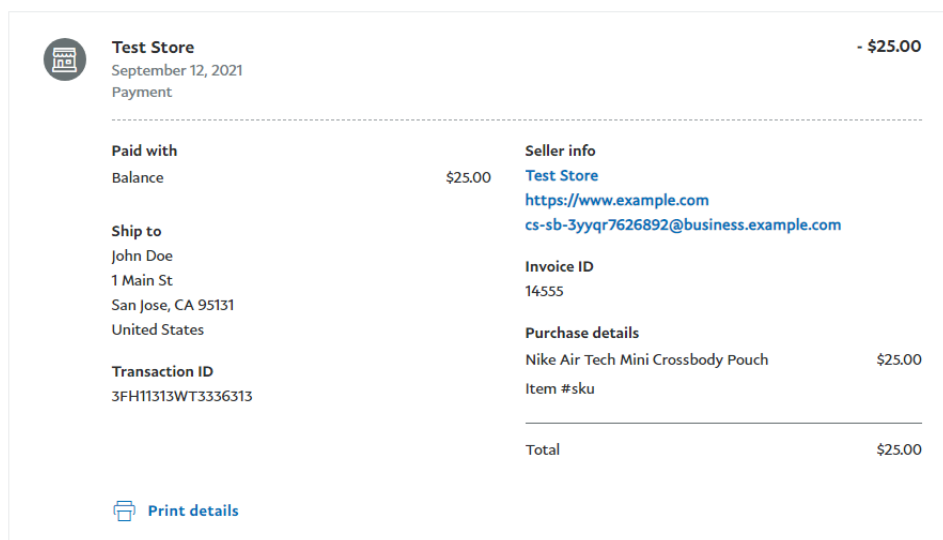 Test Store
- $25.00
September 12, 2021
Payment
Paid with
Balance $25.00
Ship to
John Doe
1 Main St
San Jose, CA 95131
United States
Transaction ID
3FH11313WT3336313
Seller info
Test Store
https://www.example.com
cs-sb-3yyqr7626892@business.example.com
Invoice ID
14555
Purchase details
Nike Air Tech Mini Crossbody Pouch $25.00
Item #sku
Total $25.00
Print details